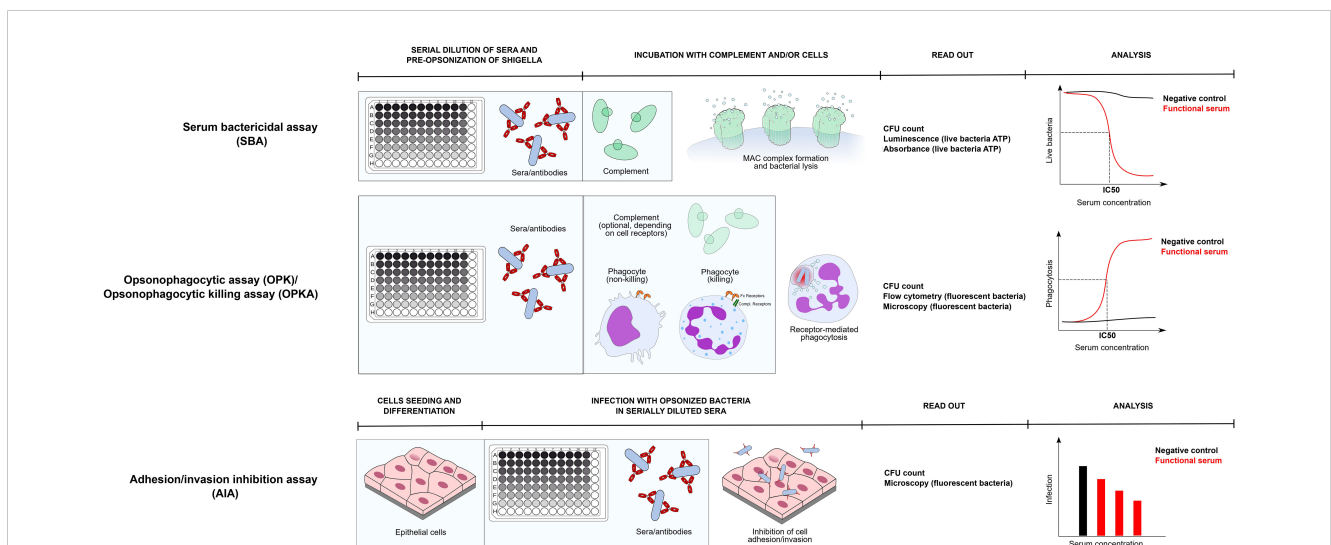 SERIAL DILUTION OF SERA AND
PRE-OPSONIZATION OF SHIGELLA
INCUBATION WITH COMPLEMENT AND/OR CELLS
READ OUT
ANALYSIS
Serum bactericidal assay
(SBA)
A
B
C
D
E
F
G
H
Sera/antibodies
Complement
MAC complex formation
and bacterial lysis
CFU count
Luminescence (live bacteria ATP)
Absorbance (live bacteria ATP)
Live bacteria
Negative control
Functional serum
IC50
Serum concentration
Opsonophagocytic assay (OPK)/
Opsonophagocytic killing assay (OPKA)
A
B
C
D
E
F
G
H
Sera/antibodies
Complement
(optional, depending
on cell receptors)
Phagocyte
(non-killing)
Phagocyte
(killing)
Fx Receptors
Compl. Receptors
Receptor-mediated
phagocytosis
CFU count
Flow cytometry (fluorescent bacteria)
Microscopy (fluorescent bacteria)
Phagocytosis
Negative control
Functional serum
IC50
Serum concentration
CELLS SEEDING AND
DIFFERENTIATION
INFECTION WITH OPSONIZED BACTERIA
IN SERIALLY DILUTED SERA
READ OUT
ANALYSIS
Adhesion/invasion inhibition assay
(AIA)
Epithelial cells
A
B
C
D
E
F
G
H
Sera/antibodies
Inhibition of cell
adhesion/invasion
CFU count
Microscopy (fluorescent bacteria)
Infection
Negative control
Functional serum
Serum concentration